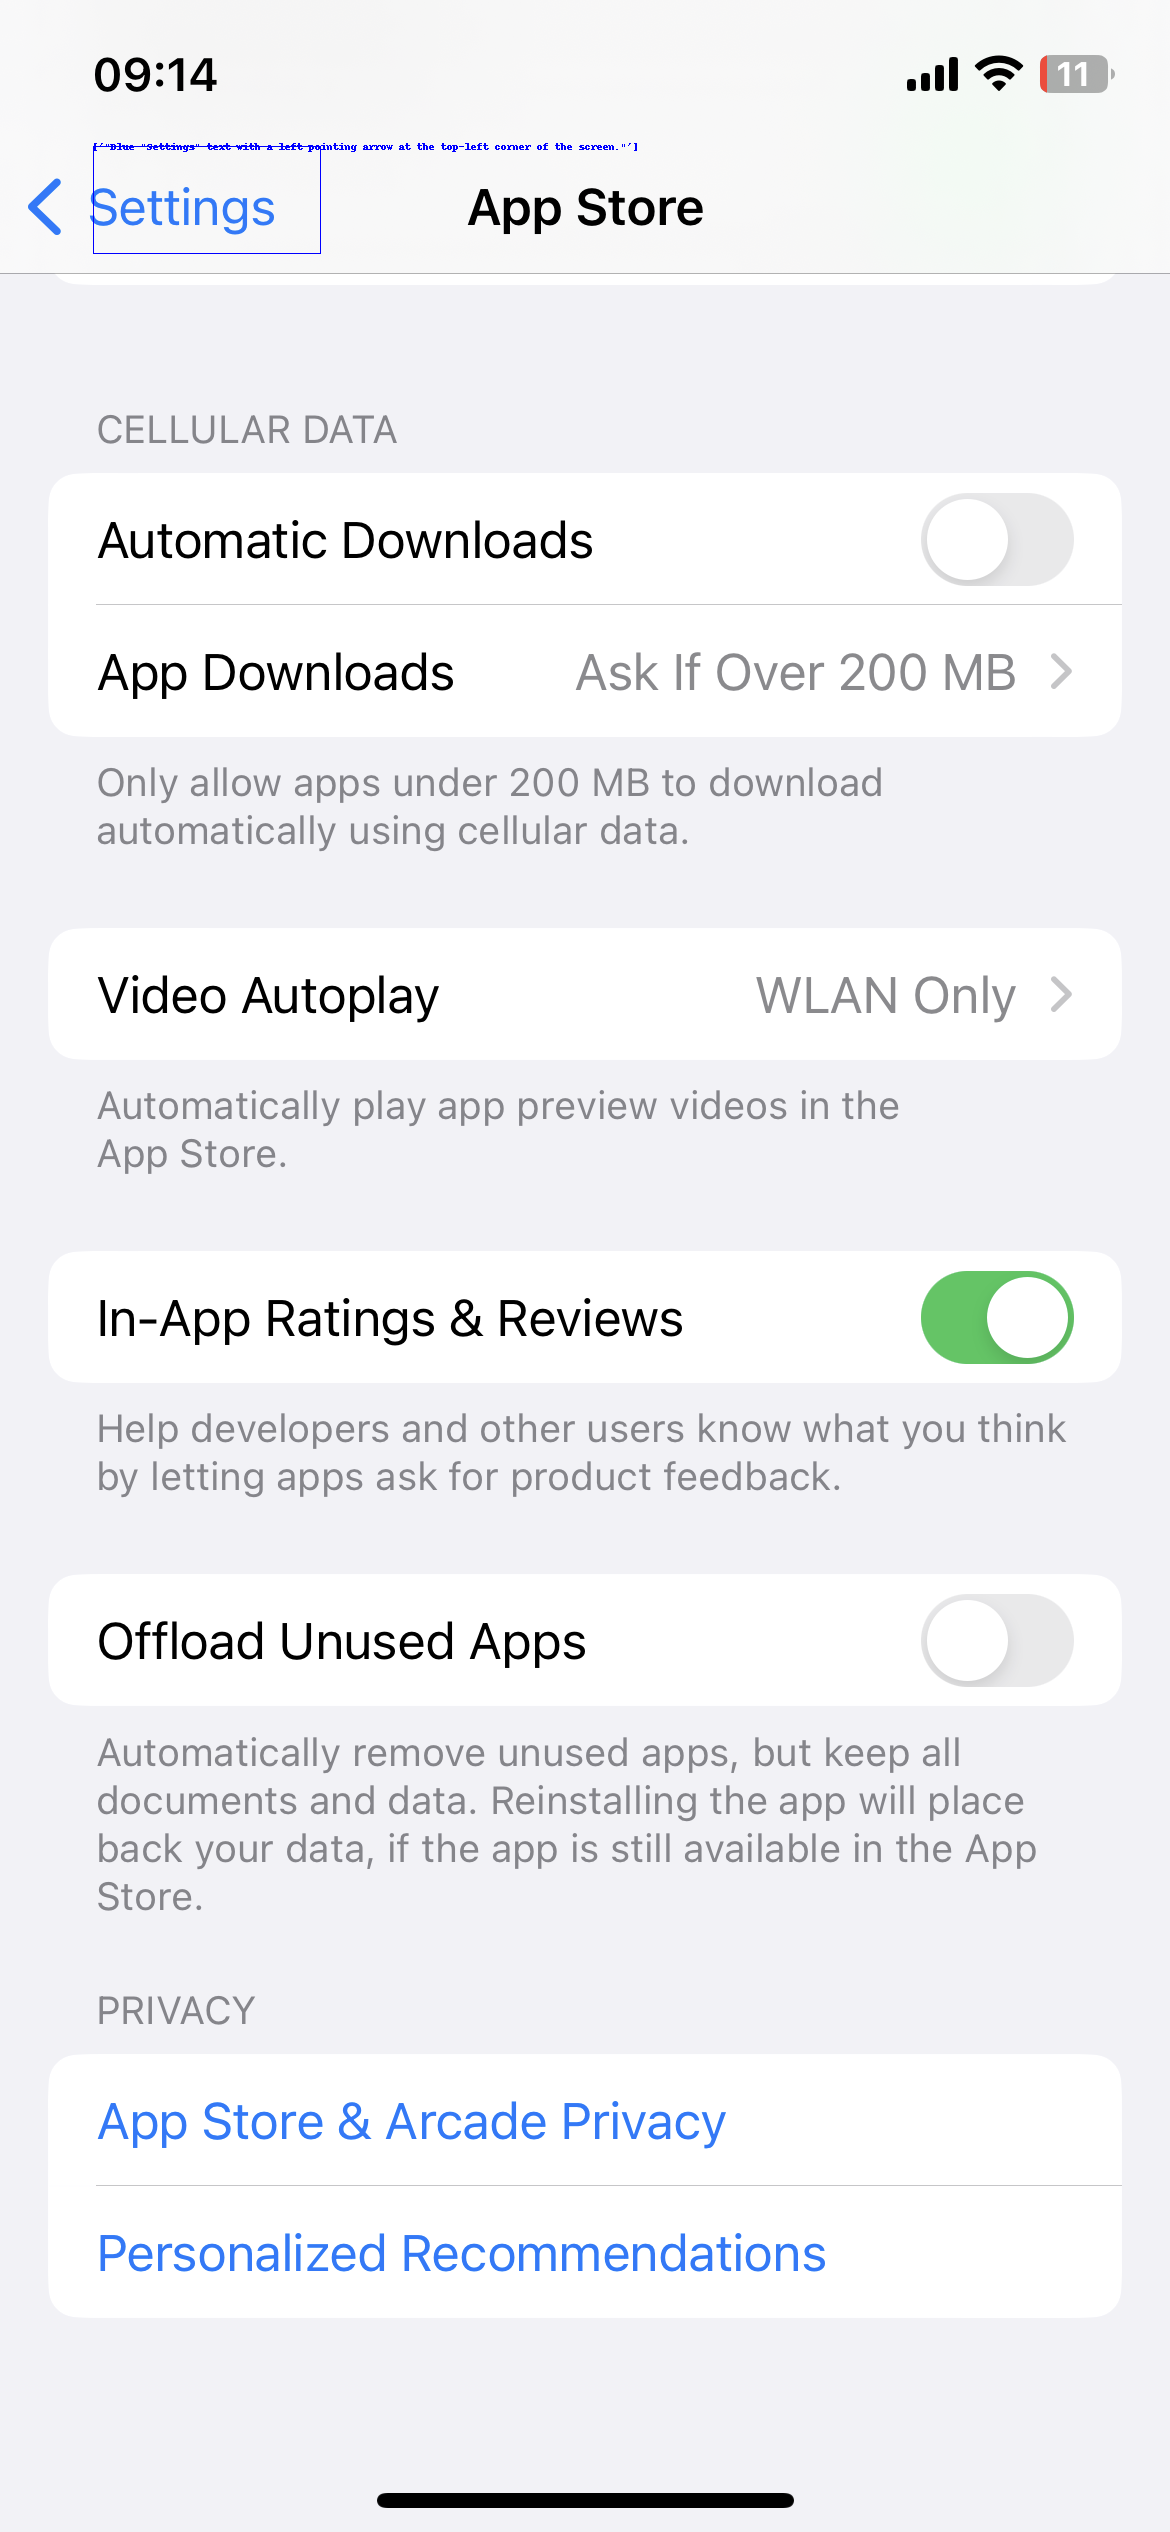 09:14 11
['"Blue "Settings" text with a left pointing arrow at the top-left corner of the screen."']
Settings App Store
CELLULAR DATA
Automatic Downloads
App Downloads Ask If Over 200 MB
Only allow apps under 200 MB to download
automatically using cellular data.
Video Autoplay WLAN Only
Automatically play app preview videos in the
App Store.
In-App Ratings & Reviews
Help developers and other users know what you think
by letting apps ask for product feedback.
Offload Unused Apps
Automatically remove unused apps, but keep all
documents and data. Reinstalling the app will place
back your data, if the app is still available in the App
Store.
PRIVACY
App Store & Arcade Privacy
Personalized Recommendations